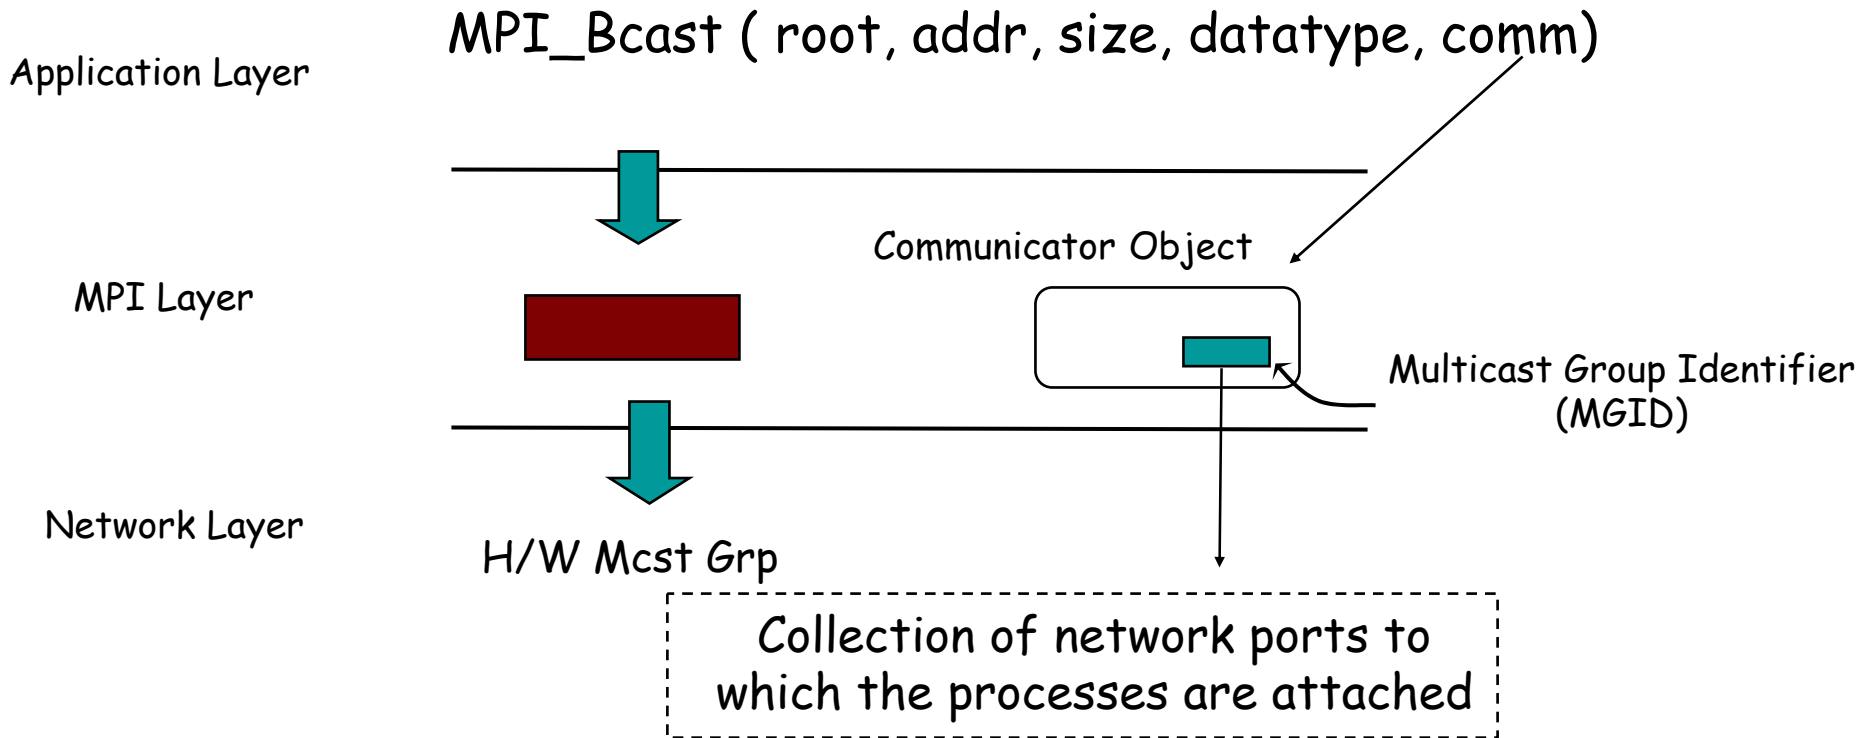 MPI_Bcast ( root, addr, size, datatype, comm)
Application Layer
Communicator Object
MPI Layer
Multicast Group Identifier
(MGID)
Network Layer
H/W Mcst Grp
Collection of network ports to
which the processes are attached